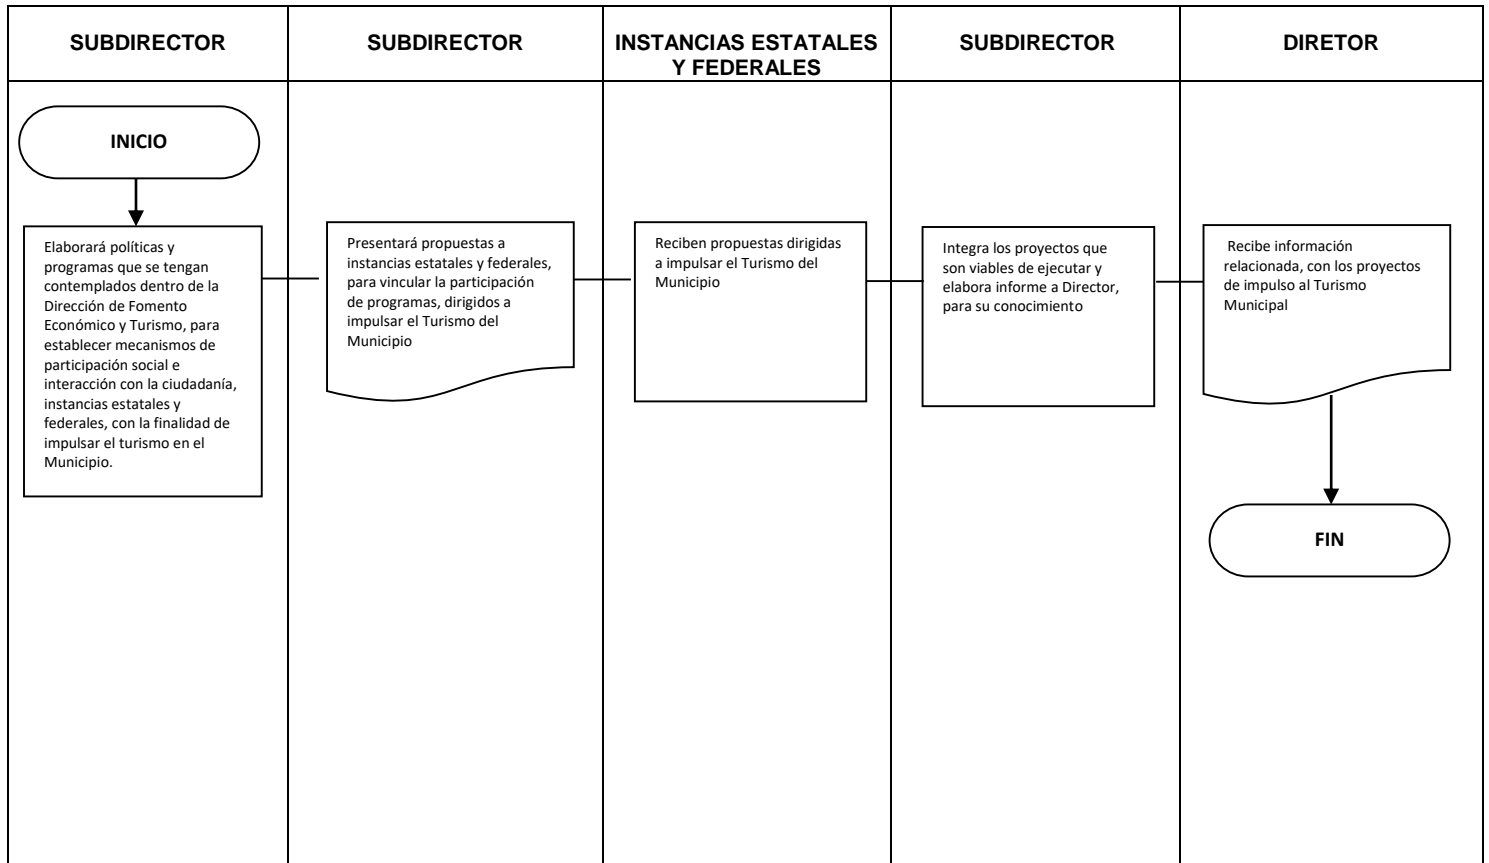 SUBDIRECTOR
SUBDIRECTOR
INSTANCIAS ESTATALES
Y FEDERALES
SUBDIRECTOR
DIRETOR
INICIO
Elaborará políticas y
programas que se tengan
contemplados dentro de la
Dirección de Fomento
Económico y Turismo, para
establecer mecanismos de
participación social e
interacción con la ciudadanía,
instancias estatales y
federales, con la finalidad de
impulsar el turismo en el
Municipio.
Presentará propuestas a
instancias estatales y federales,
para vincular la participación
de programas, dirigidos a
impulsar el Turismo del
Municipio
Reciben propuestas dirigidas
a impulsar el Turismo del
Municipio
Integra los proyectos que
son viables de ejecutar y
elabora informe a Director,
para su conocimiento
Recibe información
relacionada, con los proyectos
de impulso al Turismo
Municipal
FIN